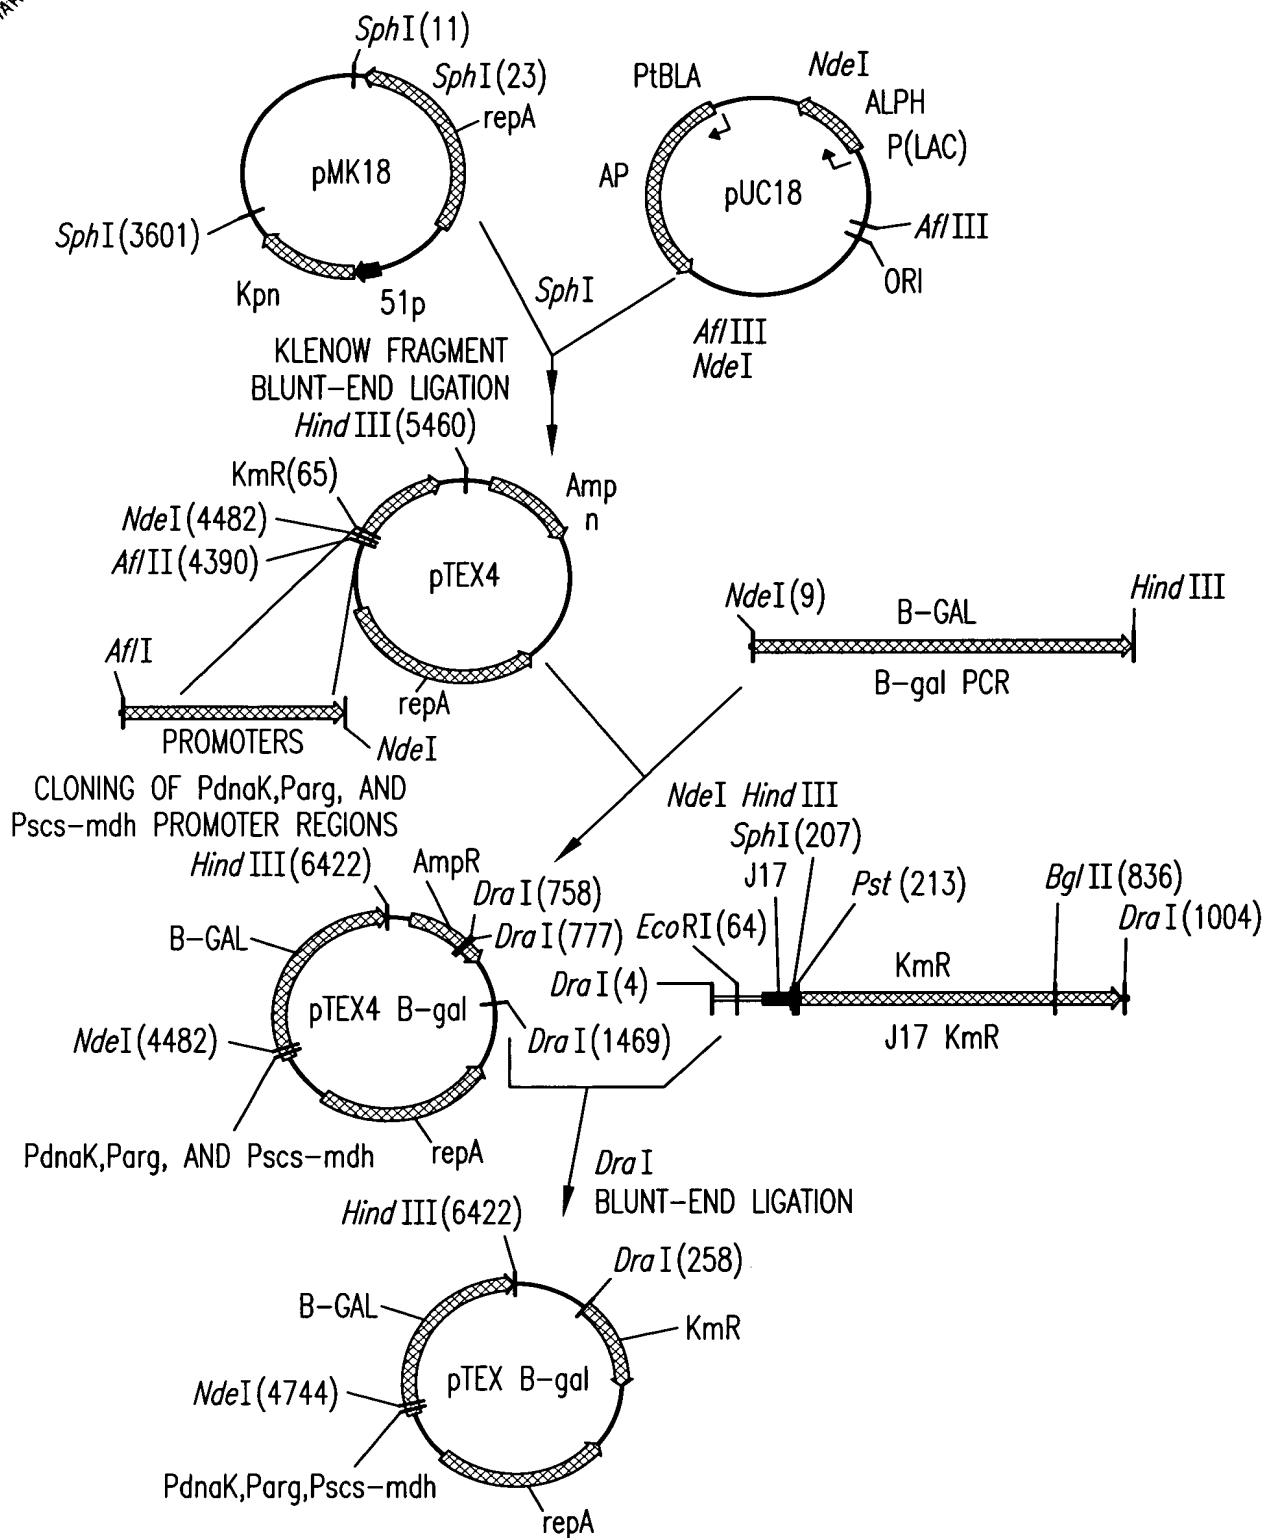 SphI(11)
SphI(23)
repA
pMK18
SphI(3601)
Kpn
51p
PtBLA
NdeI
ALPH
P(LAC)
AP
pUC18
AflIII
ORI
SphI
AflIII
NdeI
KLENOW FRAGMENT
BLUNT-END LIGATION
HindIII(5460)
KmR(65)
NdeI(4482)
AflII(4390)
Amp
n
pTEX4
repA
AflI
PROMOTERS
NdeI
CLONING OF PdnaK,Parg, AND
Pscs-mdh PROMOTER REGIONS
NdeI(9)
B-GAL
HindIII
B-gal PCR
NdeI HindIII
HindIII(6422)
AmpR
DraI(758)
DraI(777)
B-GAL
pTEX4 B-gal
NdeI(4482)
DraI(1469)
PdnaK,Parg, AND Pscs-mdh
repA
SphI(207)
J17
Pst(213)
BglII(836)
DraI(1004)
EcoRI(64)
DraI(4)
KmR
J17 KmR
DraI
BLUNT-END LIGATION
HindIII(6422)
DraI(258)
B-GAL
KmR
pTEX B-gal
NdeI(4744)
PdnaK,Parg,Pscs-mdh
repA